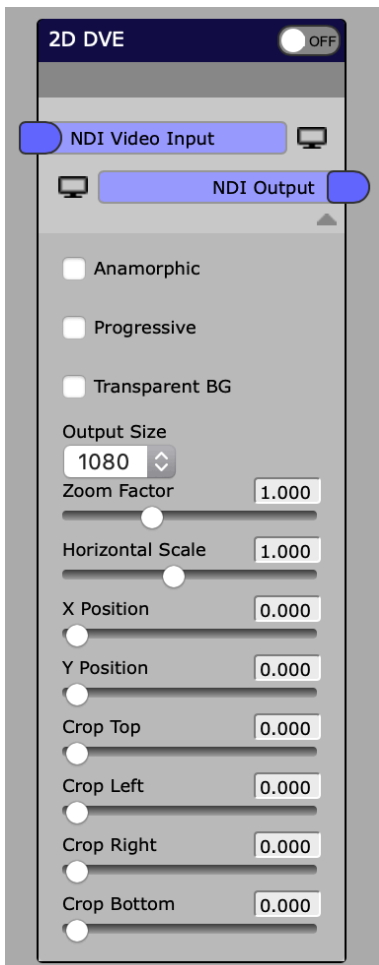 2D DVE OFF
NDI Video Input
NDI Output
Anamorphic
Progressive
Transparent BG
Output Size
1080
Zoom Factor 1.000
Horizontal Scale 1.000
X Position 0.000
Y Position 0.000
Crop Top 0.000
Crop Left 0.000
Crop Right 0.000
Crop Bottom 0.000